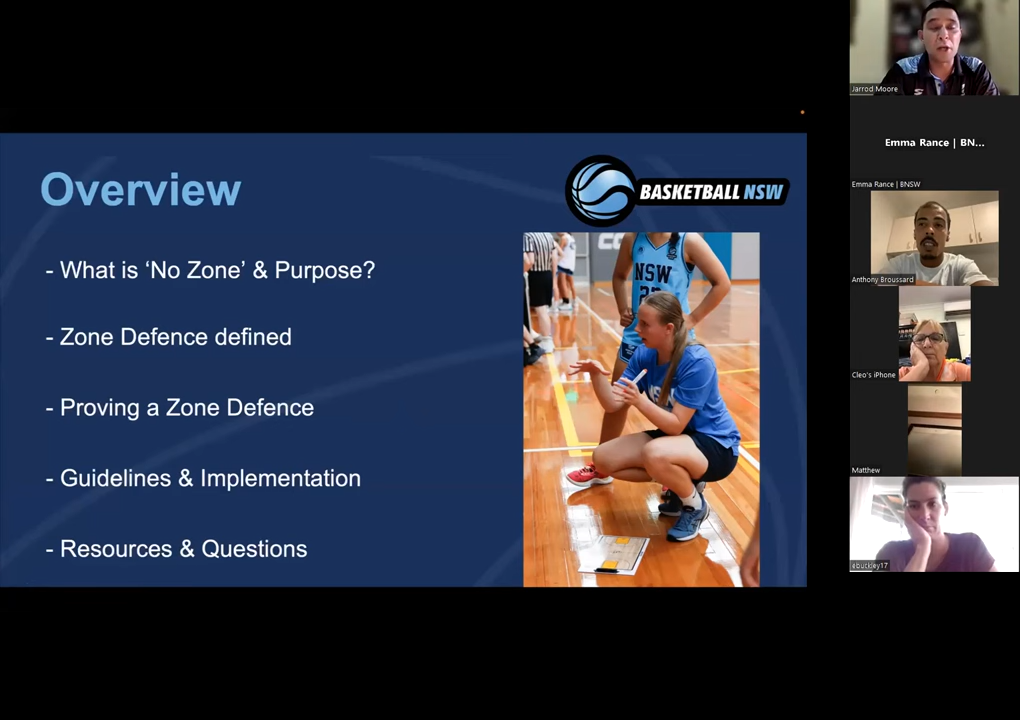 Overview
BASKETBALL NSW
- What is ‘No Zone’ & Purpose?
- Zone Defence defined
- Proving a Zone Defence
- Guidelines & Implementation
- Resources & Questions
NSW
Jarrod Moore
Emma Rance | BN...
Emma Rance | BNSW
Anthony Broussard
Cleo's iPhone
Matthew
ebuckley17